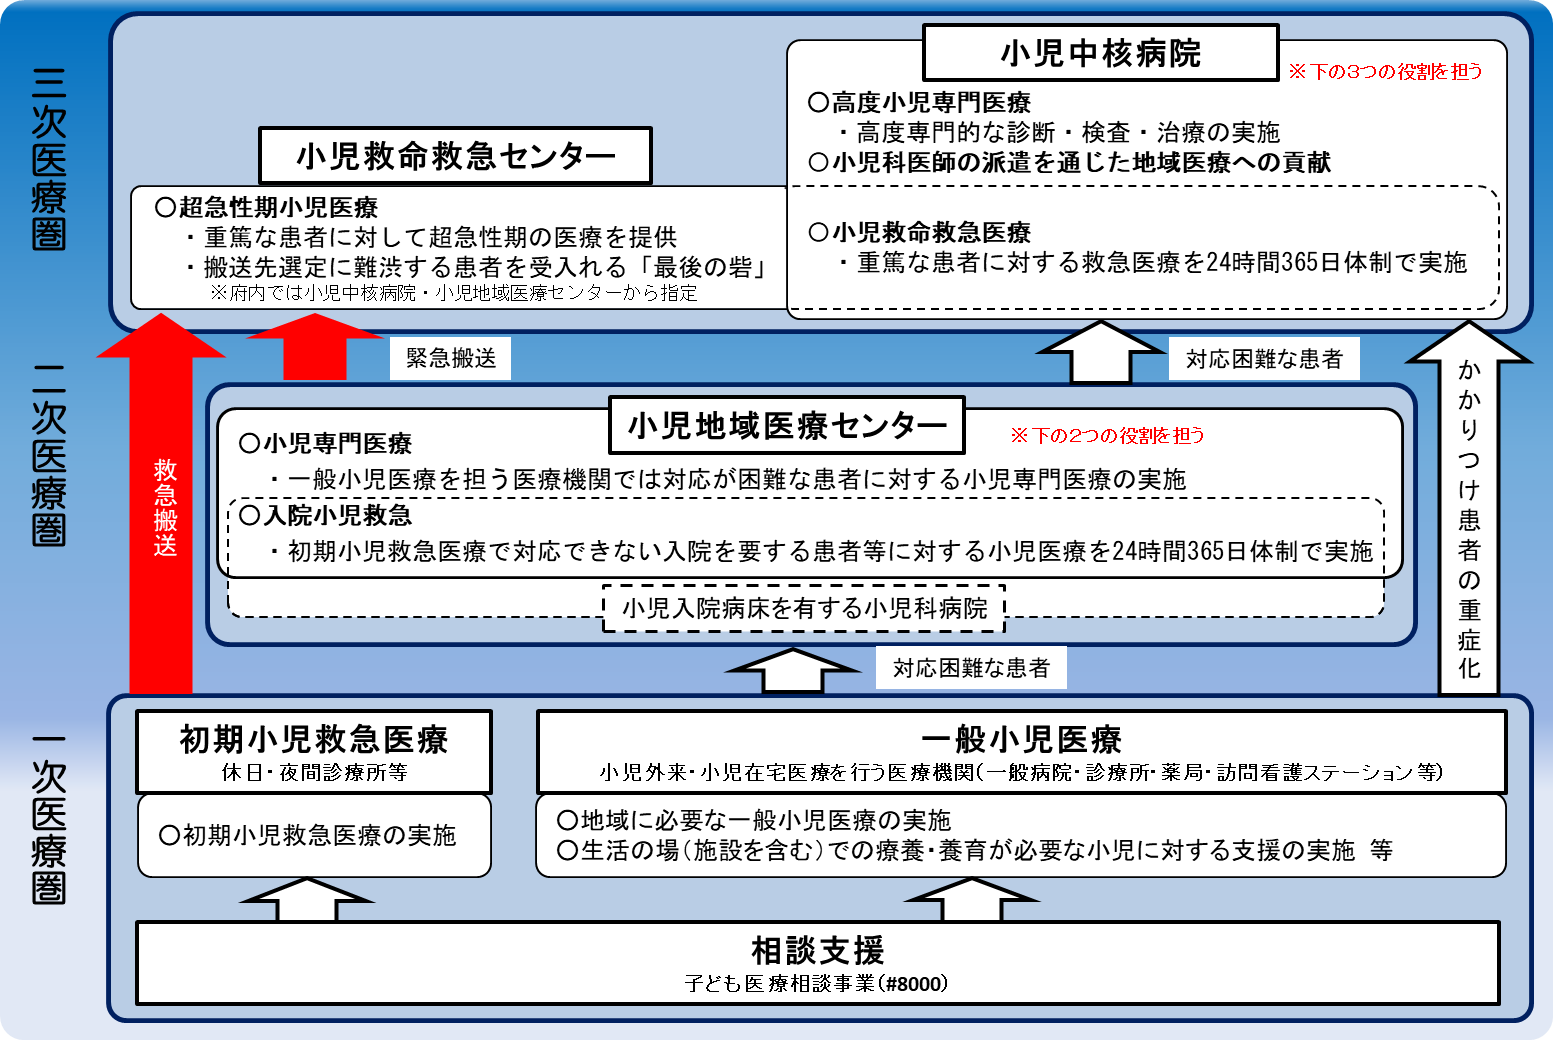 三次医療圏
小児中核病院
※下の3つの役割を担う
○高度小児専門医療
・高度専門的な診断・検査・治療の実施
○小児科医師の派遣を通じた地域医療への貢献
○小児救命救急医療
・重篤な患者に対する救急医療を24時間365日体制で実施
小児救命救急センター
○超急性期小児医療
・重篤な患者に対して超急性期の医療を提供
・搬送先選定に難渋する患者を受入れる「最後の砦」
※府内では小児中核病院・小児地域医療センターから指定
緊急搬送
対応困難な患者
二次医療圏
救急搬送
かかりつけ患者の重症化
小児地域医療センター
※下の2つの役割を担う
○小児専門医療
・一般小児医療を担う医療機関では対応が困難な患者に対する小児専門医療の実施
○入院小児救急
・初期小児救急医療で対応できない入院を要する患者等に対する小児医療を24時間365日体制で実施
小児入院病床を有する小児科病院
対応困難な患者
一次医療圏
初期小児救急医療
休日・夜間診療所等
○初期小児救急医療の実施
一般小児医療
小児外来・小児在宅医療を行う医療機関(一般病院・診療所・薬局・訪問看護ステーション等)
○地域に必要な一般小児医療の実施
○生活の場(施設を含む)での療養・養育が必要な小児に対する支援の実施 等
相談支援
子ども医療相談事業(#8000)